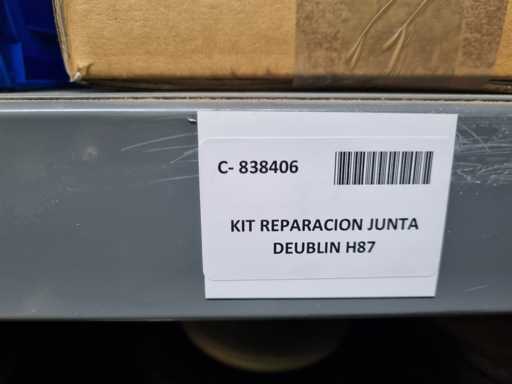 C- 838406
KIT REPARACION JUNTA
DEUBLIN H87